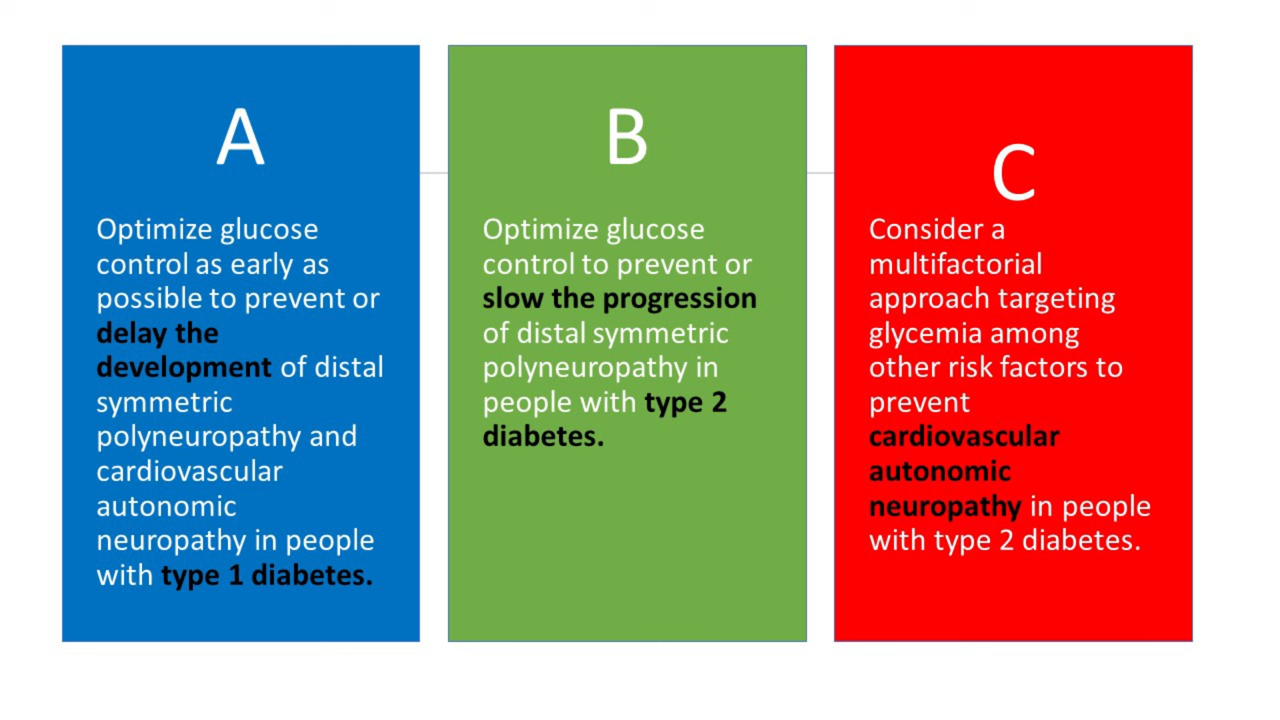 A
Optimize glucose
control as early as
possible to prevent or
delay the
development of distal
symmetric
polyneuropathy and
cardiovascular
autonomic
neuropathy in people
with type 1 diabetes.
B
Optimize glucose
control to prevent or
slow the progression
of distal symmetric
polyneuropathy in
people with type 2
diabetes.
C
Consider a
multifactorial
approach targeting
glycemia among
other risk factors to
prevent
cardiovascular
autonomic
neuropathy in people
with type 2 diabetes.